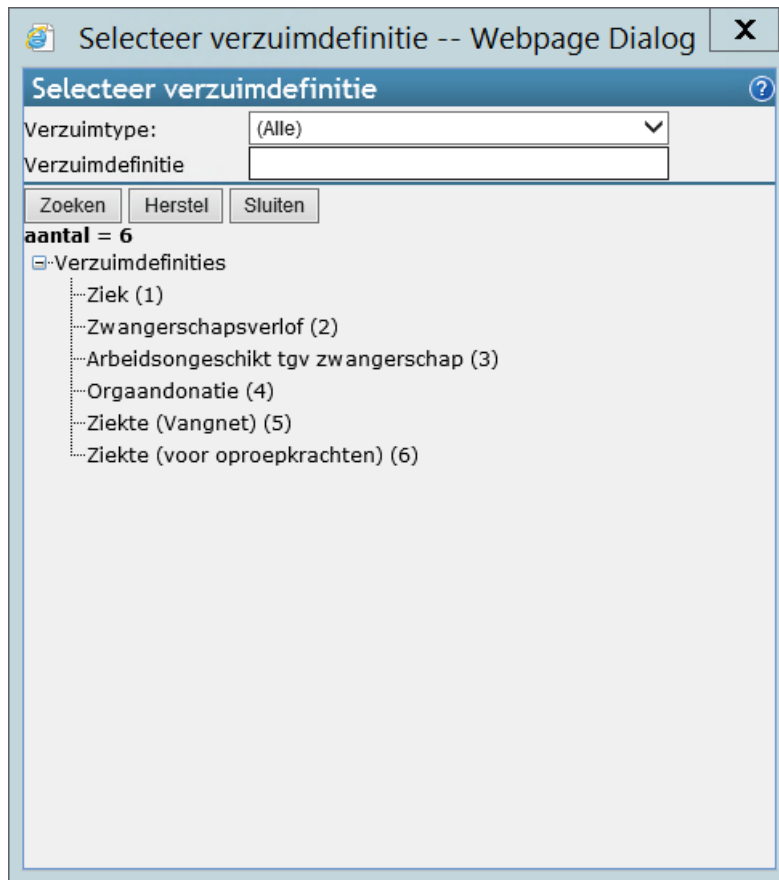 Selecteer verzuimdefinitie -- Webpage Dialog X
Selecteer verzuimdefinitie ?
Verzuimtype: (Alle)
Verzuimdefinitie
Zoeken Herstel Sluiten
aantal = 6
Verzuimdefinities
Ziek (1)
Zwangerschapsverlof (2)
Arbeidsongeschikt tgv zwangerschap (3)
Orgaandonatie (4)
Ziekte (Vangnet) (5)
Ziekte (voor oproepkrachten) (6)